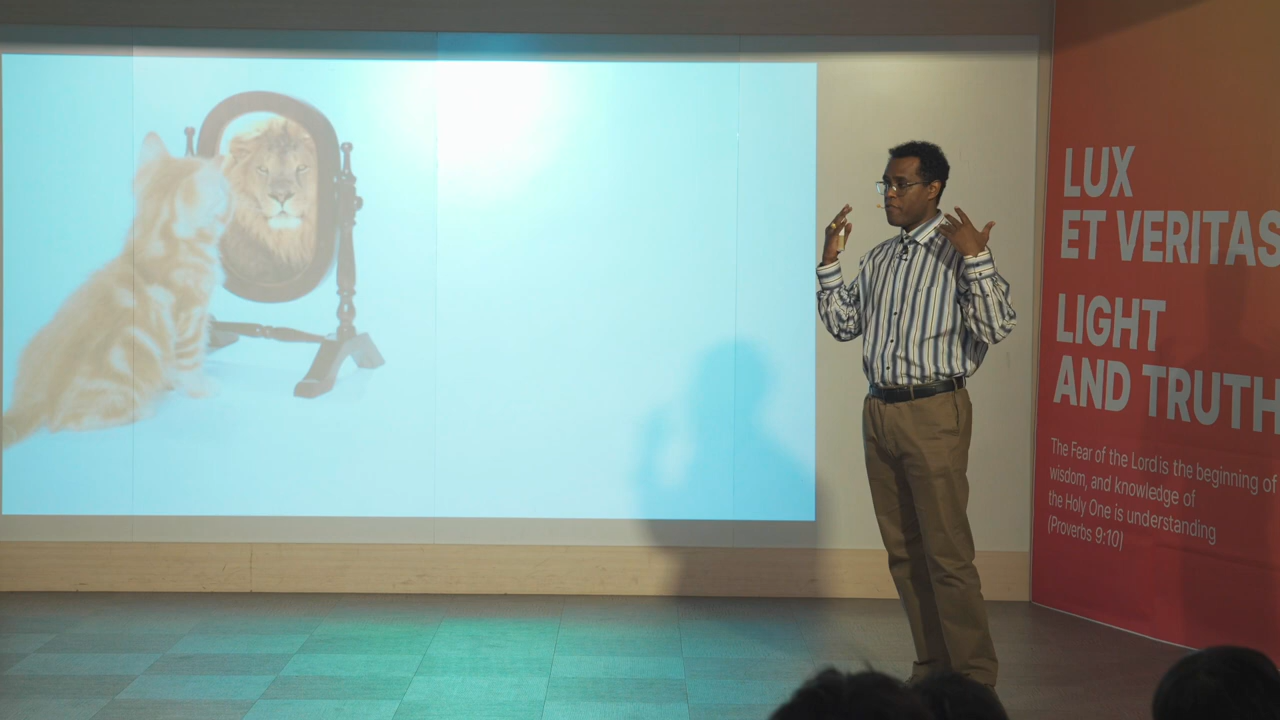 LUX
ET VERITAS
LIGHT
AND TRUTH
The Fear of the Lord is the beginning of
wisdom, and knowledge of
the Holy One is understanding
(Proverbs 9:10)